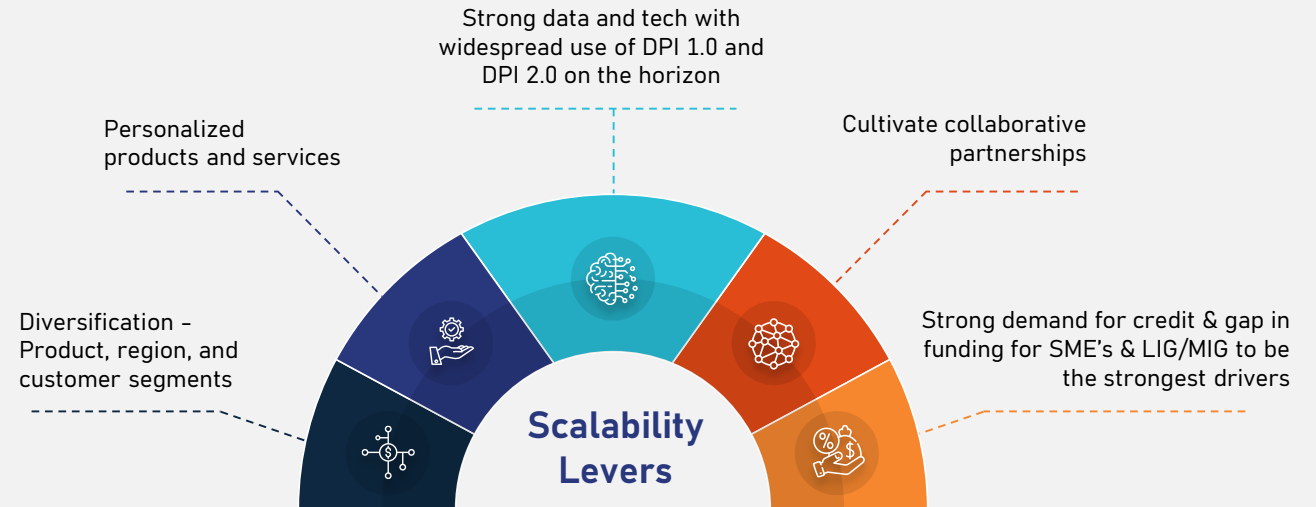 Strong data and tech with
widespread use of DPI 1.0 and
DPI 2.0 on the horizon
Personalized
products and services
Cultivate collaborative
partnerships
Diversification -
Product, region, and
customer segments
Strong demand for credit & gap in
funding for SME's & LIG/MIG to be
the strongest drivers
Scalability
Levers
$
%
$